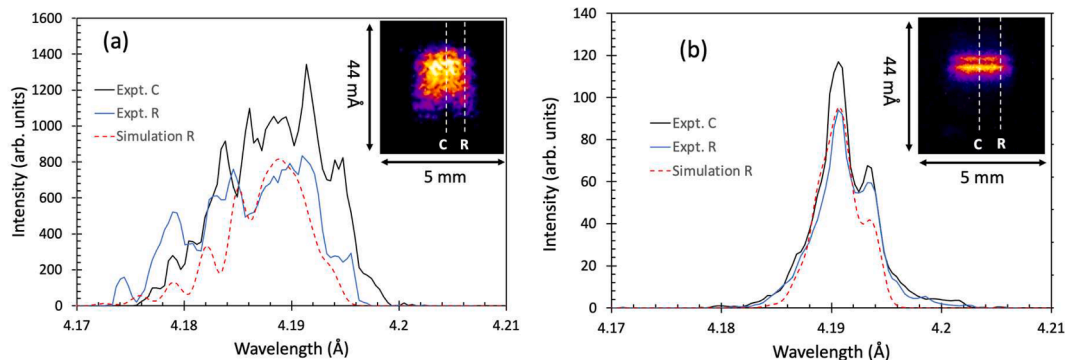 (a)
Intensity (arb. units)
1600
1400
1200
1000
800
600
400
200
0
4.17
4.18
4.19
4.2
4.21
Wavelength (Å)
Expt. C
Expt. R
Simulation R
44 mÅ
C R
5 mm
(b)
Intensity (arb. units)
140
120
100
80
60
40
20
0
4.17
4.18
4.19
4.2
4.21
Wavelength (Å)
Expt. C
Expt. R
Simulation R
44 mÅ
C R
5 mm